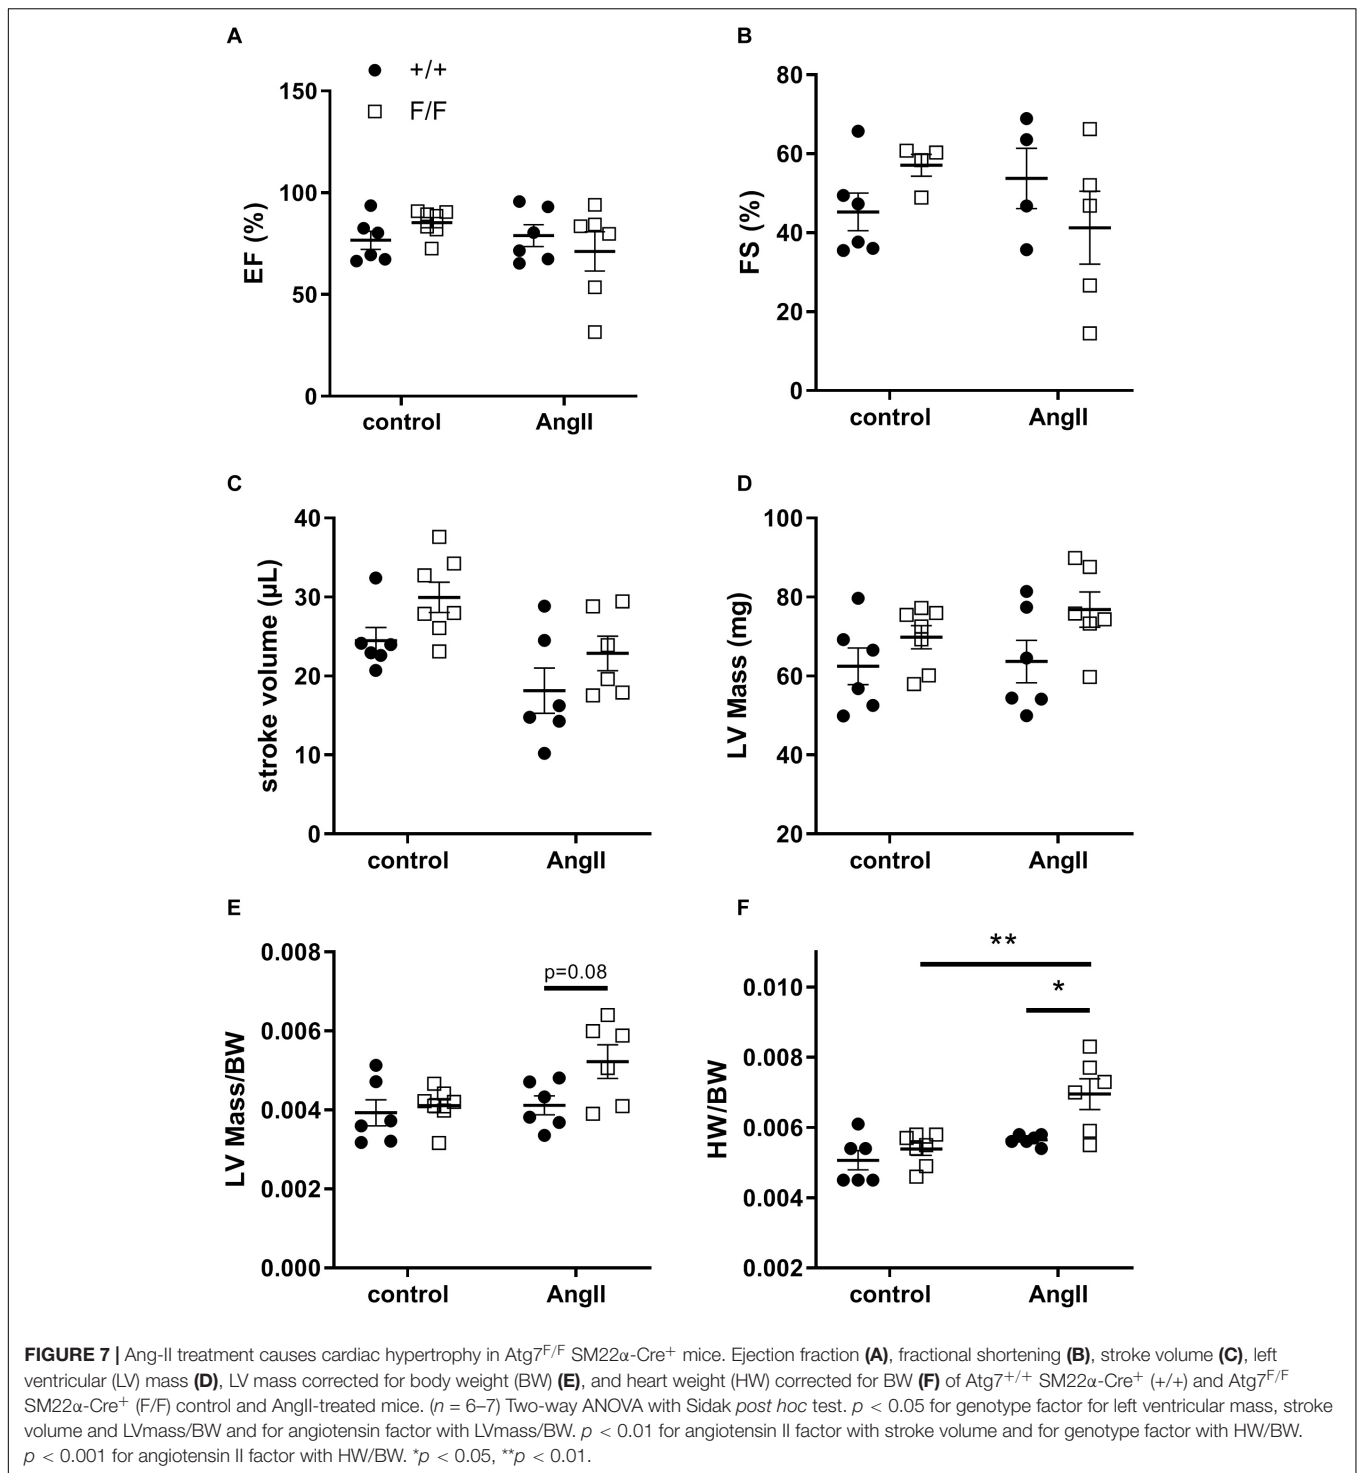 A
+/+
F/F
150
100
50
0
EF (%)
control
AngII
B
80
60
40
20
0
FS (%)
control
AngII
C
40
30
20
10
0
stroke volume (µL)
control
AngII
D
100
80
60
40
20
LV Mass (mg)
control
AngII
E
0.008
0.006
0.004
0.002
0.000
LV Mass/BW
p=0.08
control
AngII
F
0.010
0.008
0.006
0.004
0.002
HW/BW
**
*
control
AngII
FIGURE 7 | Ang-II treatment causes cardiac hypertrophy in Atg7F/F SM22α-Cre+ mice. Ejection fraction (A), fractional shortening (B), stroke volume (C), left
ventricular (LV) mass (D), LV mass corrected for body weight (BW) (E), and heart weight (HW) corrected for BW (F) of Atg7+/+ SM22α-Cre+ (+/+) and Atg7F/F
SM22α-Cre+ (F/F) control and AngII-treated mice. (n = 6–7) Two-way ANOVA with Sidak post hoc test. p < 0.05 for genotype factor for left ventricular mass, stroke
volume and LVmass/BW and for angiotensin factor with LVmass/BW. p < 0.01 for angiotensin II factor with stroke volume and for genotype factor with HW/BW.
p < 0.001 for angiotensin II factor with HW/BW. *p < 0.05, **p < 0.01.